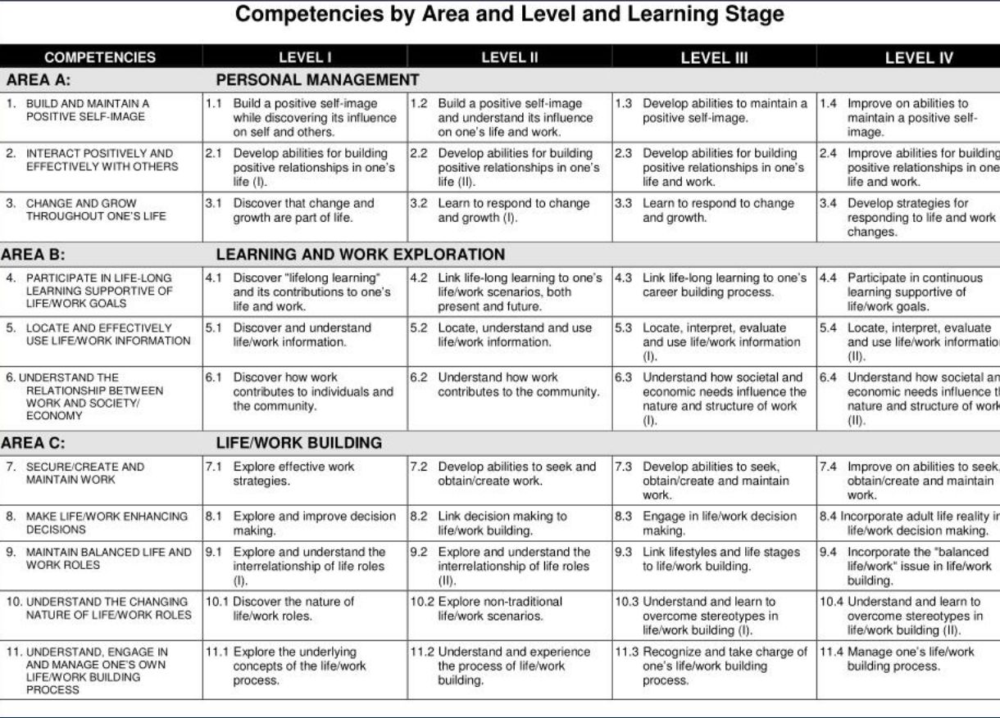 Competencies by Area and Level and Learning Stage
COMPETENCIES
LEVEL I
LEVEL II
LEVEL III
LEVEL IV
AREA A:
PERSONAL MANAGEMENT
1. BUILD AND MAINTAIN A
POSITIVE SELF-IMAGE
1.1 Build a positive self-image
while discovering its influence
on self and others.
1.2 Build a positive self-image
and understand its influence
on one's life and work.
1.3 Develop abilities to maintain a
positive self-image.
1.4 Improve on abilities to
maintain a positive self-
image.
2. INTERACT POSITIVELY AND
EFFECTIVELY WITH OTHERS
2.1 Develop abilities for building
positive relationships in one's
life (I).
2.2 Develop abilities for building
positive relationships in one's
life (II).
2.3 Develop abilities for building
positive relationships in one's
life and work.
2.4 Improve abilities for building
positive relationships in one
life and work.
3. CHANGE AND GROW
THROUGHOUT ONE'S LIFE
3.1 Discover that change and
growth are part of life.
3.2 Learn to respond to change
and growth (I).
3.3 Learn to respond to change
and growth.
3.4 Develop strategies for
responding to life and work
changes.
AREA B:
LEARNING AND WORK EXPLORATION
4. PARTICIPATE IN LIFE-LONG
LEARNING SUPPORTIVE OF
LIFE/WORK GOALS
4.1 Discover "lifelong learning"
and its contributions to one's
life and work.
4.2 Link life-long learning to one's
life/work scenarios, both
present and future.
4.3 Link life-long learning to one's
career building process.
4.4 Participate in continuous
learning supportive of
life/work goals.
5. LOCATE AND EFFECTIVELY
USE LIFE/WORK INFORMATION
5.1 Discover and understand
life/work information.
5.2 Locate, understand and use
life/work information.
5.3 Locate, interpret, evaluate
and use life/work information
(I).
5.4 Locate, interpret, evaluate
and use life/work informatio
(II).
6. UNDERSTAND THE
RELATIONSHIP BETWEEN
WORK AND SOCIETY/
ECONOMY
6.1 Discover how work
contributes to individuals and
the community.
6.2 Understand how work
contributes to the community.
6.3 Understand how societal and
economic needs influence the
nature and structure of work
(I).
6.4 Understand how societal an
economic needs influence t
nature and structure of work
(II).
AREA C:
LIFE/WORK BUILDING
7. SECURE/CREATE AND
MAINTAIN WORK
7.1 Explore effective work
strategies.
7.2 Develop abilities to seek and
obtain/create work.
7.3 Develop abilities to seek,
obtain/create and maintain
work.
7.4 Improve on abilities to seek,
obtain/create and maintain
work.
8. MAKE LIFE/WORK ENHANCING
DECISIONS
8.1 Explore and improve decision
making.
8.2 Link decision making to
life/work building.
8.3 Engage in life/work decision
making.
8.4 Incorporate adult life reality in
life/work decision making.
9. MAINTAIN BALANCED LIFE AND
WORK ROLES
9.1 Explore and understand the
interrelationship of life roles
(I).
9.2 Explore and understand the
interrelationship of life roles
(II).
9.3 Link lifestyles and life stages
to life/work building.
9.4 Incorporate the "balanced
life/work" issue in life/work
building.
10. UNDERSTAND THE CHANGING
NATURE OF LIFE/WORK ROLES
10.1 Discover the nature of
life/work roles.
10.2 Explore non-traditional
life/work scenarios.
10.3 Understand and learn to
overcome stereotypes in
life/work building (I).
10.4 Understand and learn to
overcome stereotypes in
life/work building (II).
11. UNDERSTAND, ENGAGE IN
AND MANAGE ONE'S OWN
LIFE/WORK BUILDING
PROCESS
11.1 Explore the underlying
concepts of the life/work
process.
11.2 Understand and experience
the process of life/work
building.
11.3 Recognize and take charge of
one's life/work building
process.
11.4 Manage one's life/work
building process.